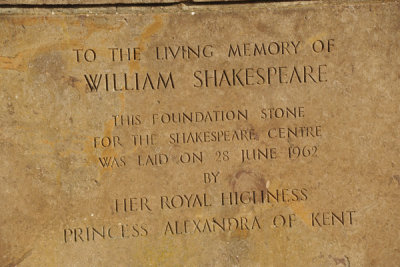 TO THE LIVING MEMORY OF
WILLIAM SHAKESPEARE
THIS FOUNDATION STONE
FOR THE SHAKESPEARE CENTRE
WAS LAID ON 28 JUNE 1962
BY
HER ROYAL HIGHNESS
PRINCESS ALEXANDRA OF KENT